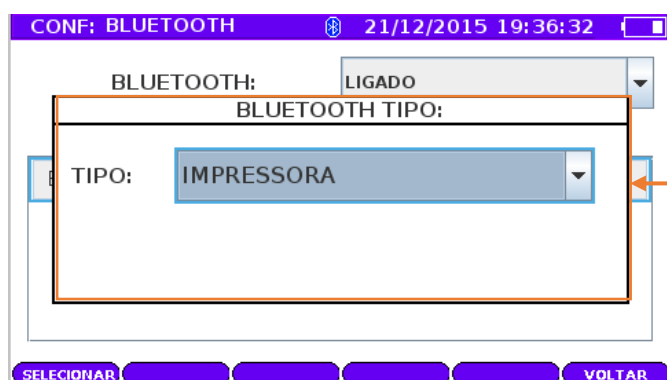 CONF: BLUETOOTH 21/12/2015 19:36:32
BLUETOOTH: LIGADO
BLUETOOTH TIPO:
TIPO: IMPRESSORA
SELECIONAR VOLTAR